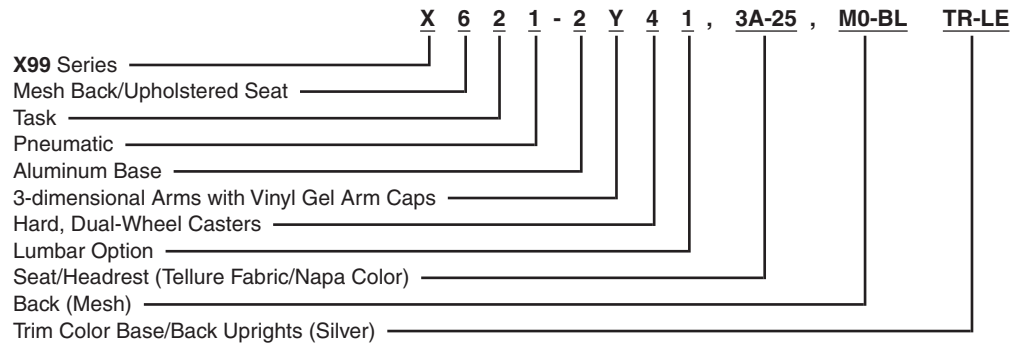 X 6 2 1 - 2 Y 4 1 , 3A-25 , M0-BL TR-LE
X99 Series
Mesh Back/Upholstered Seat
Task
Pneumatic
Aluminum Base
3-dimensional Arms with Vinyl Gel Arm Caps
Hard, Dual-Wheel Casters
Lumbar Option
Seat/Headrest (Tellure Fabric/Napa Color)
Back (Mesh)
Trim Color Base/Back Uprights (Silver)